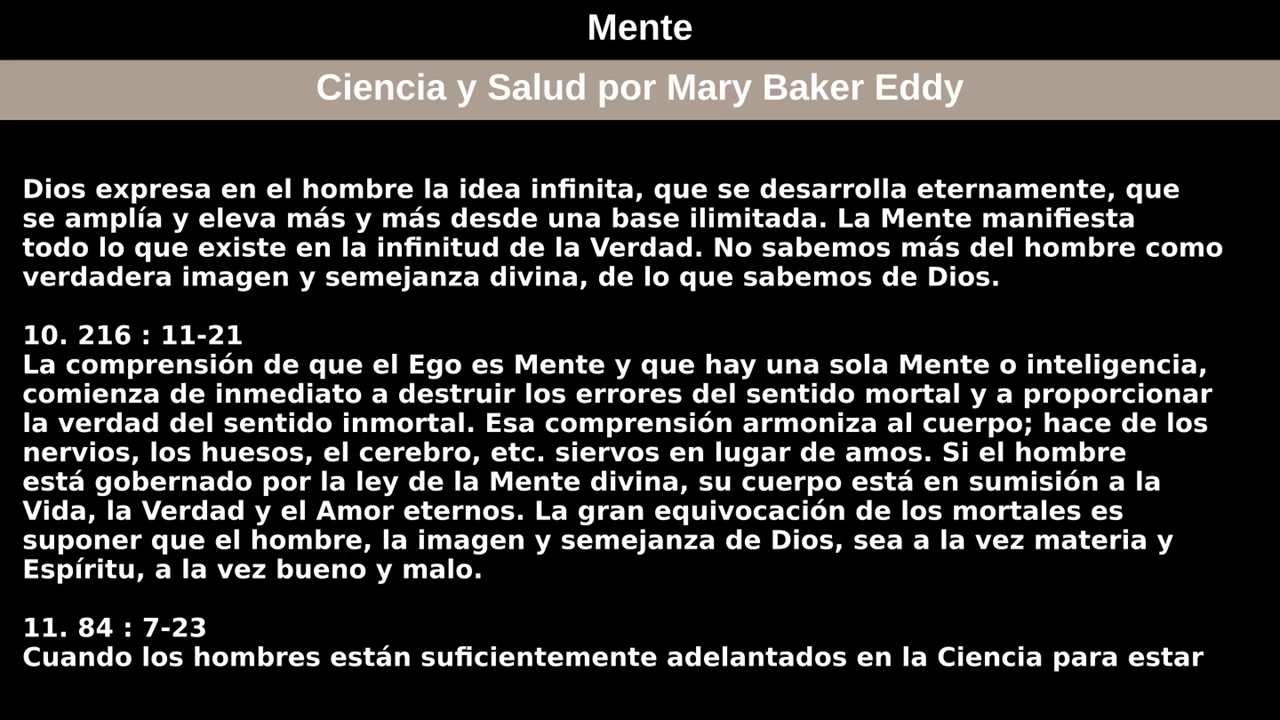 Mente
Ciencia y Salud por Mary Baker Eddy
Dios expresa en el hombre la idea infinita, que se desarrolla eternamente, que
se amplía y eleva más y más desde una base ilimitada. La Mente manifiesta
todo lo que existe en la infinitud de la Verdad. No sabemos más del hombre como
verdadera imagen y semejanza divina, de lo que sabemos de Dios.
10. 216 : 11-21
La comprensión de que el Ego es Mente y que hay una sola Mente o inteligencia,
comienza de inmediato a destruir los errores del sentido mortal y a proporcionar
la verdad del sentido inmortal. Esa comprensión armoniza al cuerpo; hace de los
nervios, los huesos, el cerebro, etc. siervos en lugar de amos. Si el hombre
está gobernado por la ley de la Mente divina, su cuerpo está en sumisión a la
Vida, la Verdad y el Amor eternos. La gran equivocación de los mortales es
suponer que el hombre, la imagen y semejanza de Dios, sea a la vez materia y
Espíritu, a la vez bueno y malo.
11. 84 : 7-23
Cuando los hombres están suficientemente adelantados en la Ciencia para estar